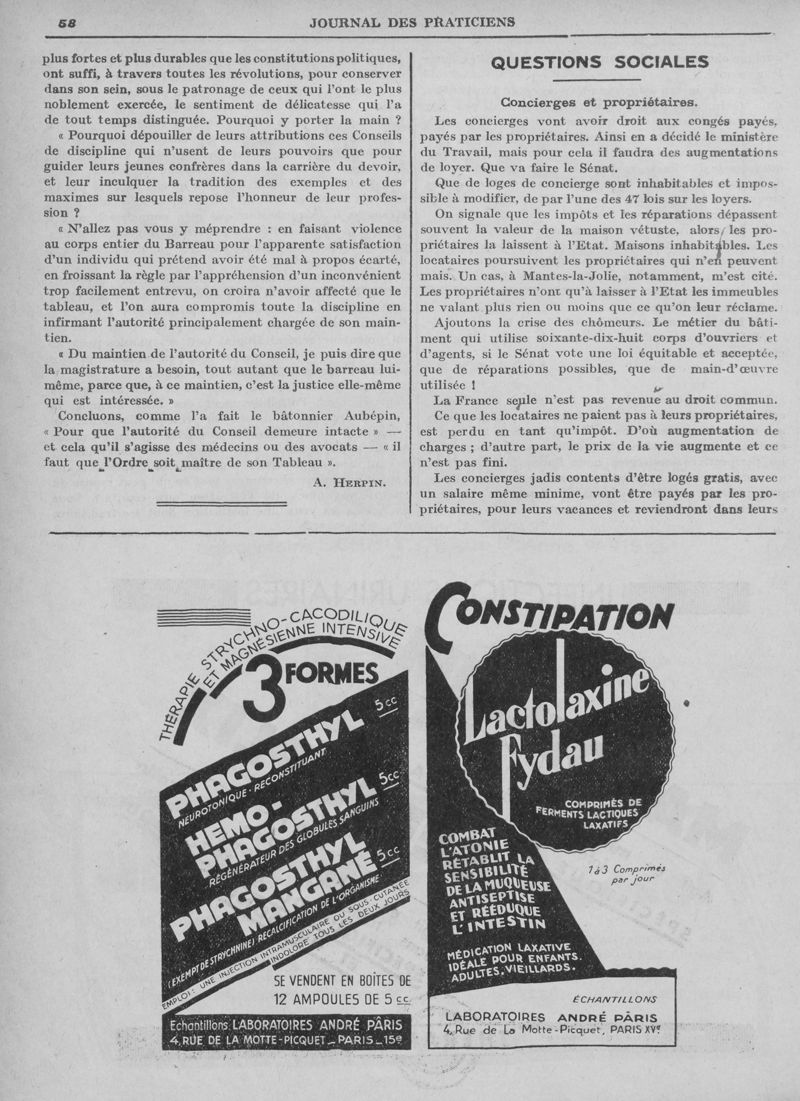 58
JOURNAL DES PRATICIENS
plus fortes et plus durables que les constitutions politiques,
ont suffi, à travers toutes les révolutions, pour conserver
dans son sein, sous le patronage de ceux qui l'ont le plus
noblement exercée, le sentiment de délicatesse qui l'a
de tout temps distinguée. Pourquoi y porter la main ?
« Pourquoi dépouiller de leurs attributions ces Conseils
de discipline qui n'usent de leurs pouvoirs que pour
guider leurs jeunes confrères dans la carrière du devoir,
et leur inculquer la tradition des exemples et des
maximes sur lesquels repose l'honneur de leur profes-
sion ?
« N'allez pas vous y méprendre : en faisant violence
au corps entier du Barreau pour l'apparente satisfaction
d'un individu qui prétend avoir été mal à propos écarté,
en froissant la règle par l'appréhension d'un inconvénient
trop facilement entrevu, on croira n'avoir affecté que le
tableau, et l'on aura compromis toute la discipline en
infirmant l'autorité principalement chargée de son main-
tien.
« Du maintien de l'autorité du Conseil, je puis dire que
la magistrature a besoin, tout autant que le barreau lui-
même, parce que, à ce maintien, c'est la justice elle-même
qui est intéressée. »
Concluons, comme l'a fait le bâtonnier Aubépin,
« Pour que l'autorité du Conseil demeure intacte » —
et cela qu'il s'agisse des médecins ou des avocats — « il
faut que l'Ordre soit maître de son Tableau ».
A. HERPIN.
QUESTIONS SOCIALES
Concierges et propriétaires.
Les concierges vont avoir droit aux congés payés,
payés par les propriétaires. Ainsi en a décidé le ministère
du Travail, mais pour cela il faudra des augmentations
de loyer. Que va faire le Sénat.
Que de loges de concierge sont inhabitables et impos-
sible à modifier, de par l'une des 47 lois sur les loyers.
On signale que les impôts et les réparations dépassent
souvent la valeur de la maison vétuste, alors, les pro-
priétaires la laissent à l'Etat. Maisons inhabitables. Les
locataires poursuivent les propriétaires qui n'en peuvent
mais. Un cas, à Mantes-la-Jolie, notamment, m'est cité.
Les propriétaires n'ont qu'à laisser à l'Etat les immeubles
ne valant plus rien ou moins que ce qu'on leur réclame.
Ajoutons la crise des chômeurs. Le métier du bâti-
ment qui utilise soixante-dix-huit corps d'ouvriers et
d'agents, si le Sénat vote une loi équitable et acceptée,
que de réparations possibles, que de main-d'œuvre
utilisée !
La France seule n'est pas revenue au droit commun.
Ce que les locataires ne paient pas à leurs propriétaires,
est perdu en tant qu'impôt. D'où augmentation de
charges ; d'autre part, le prix de la vie augmente et ce
n'est pas fini.
Les concierges jadis contents d'être logés gratis, avec
un salaire même minime, vont être payés par les pro-
priétaires, pour leurs vacances et reviendront dans leurs
THÉRAPIE STRYCHNO-CACODILIQUE
ET MAGNÉSIENNE INTENSIVE
3 FORMES
PHAGOSTHYL 5cc
NEUROTONIQUE-RECONSTITUANT
HEMO-
PHAGOSTHYL 5cc
RÉGÉNÉRATEUR DES GLOBULES SANGUINS
PHAGOSTHYL
MANGANÉ 5cc
(EXEMPT DE STRYCHNINE) RECALCIFICATION DE L'ORGANISME
EMPLOI : UNE INJECTION INTRAMUSCULAIRE OU SOUS CUTANÉE
INDOLORE TOUS LES DEUX JOURS
SE VENDENT EN BOÎTES DE
12 AMPOULES DE 5 c.c.
Echantillons: LABORATOIRES ANDRÉ PÂRIS
4, RUE DE LA MOTTE-PICQUET _ PARIS _15e
CONSTIPATION
Lactolaxine
Fydau
COMPRIMÉS DE
FERMENTS LACTIQUES
LAXATIFS
COMBAT
L'ATONIE
RÉTABLIT LA
SENSIBILITÉ
DE LA MUQUEUSE
ANTISEPTISE
ET RÉÉDUQUE
L'INTESTIN
1 à 3 Comprimés
par jour
MÉDICATION LAXATIVE
IDÉALE POUR ENFANTS,
ADULTES, VIEILLARDS.
ÉCHANTILLONS
LABORATOIRES ANDRÉ PÂRIS
4, Rue de La Motte-Picquet, PARIS XVe